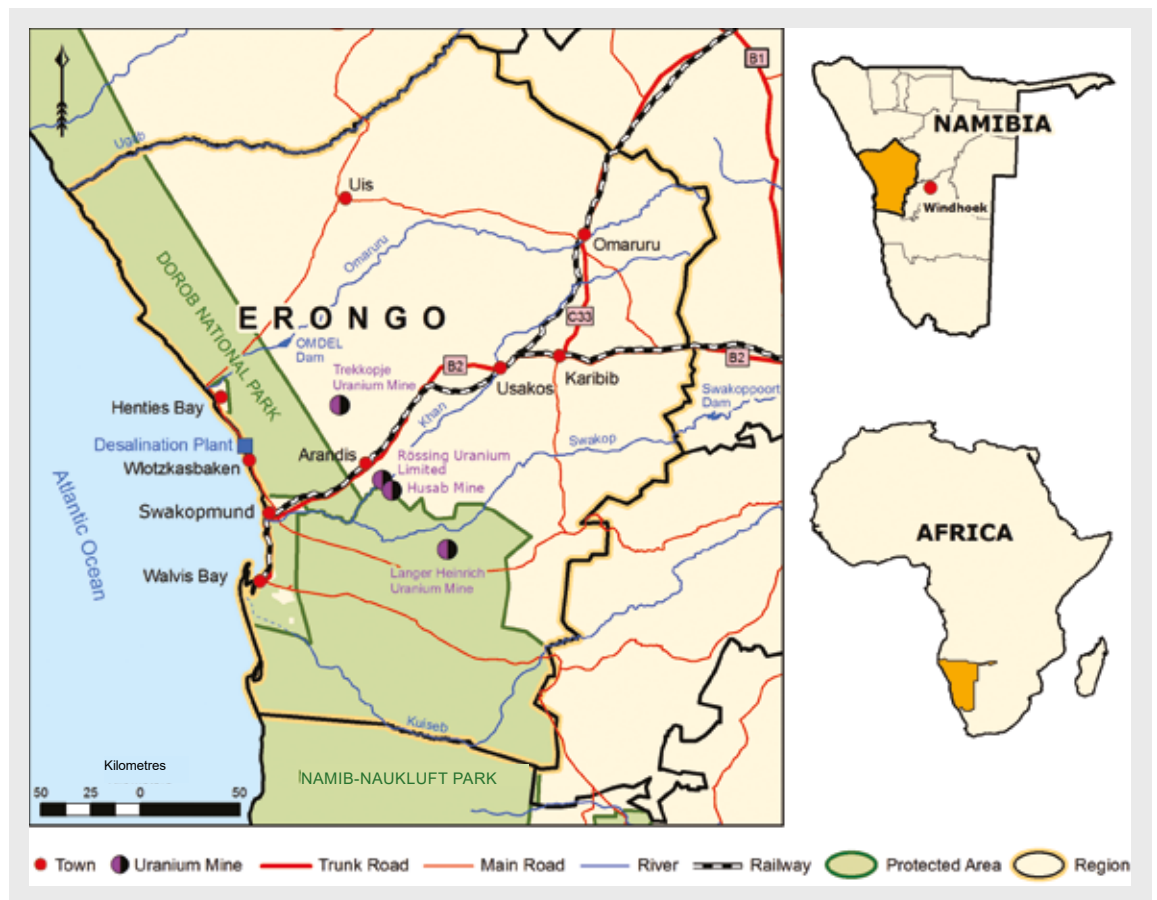 B1
Ugab
Uis
Omaruru
Omaruru
DOROB NATIONAL PARK
ERONGO
C33
OMDEL
Dam
Trekkopje
Uranium Mine
B2
B2
Usakos
Karibib
Swakoppoort
Dam
Henties Bay
Khan
Desalination Plant
Wlotzkasbaken
Arandis
Swakop
Rössing Uranium
Limited
Husab Mine
Atlantic Ocean
Swakopmund
Walvis Bay
Langer Heinrich
Uranium Mine
Kuiseb
Kilometres
50 25 0 50
NAMIB-NAUKLUFT PARK
NAMIBIA
Windhoek
AFRICA
Town Uranium Mine Trunk Road Main Road River Railway Protected Area Region